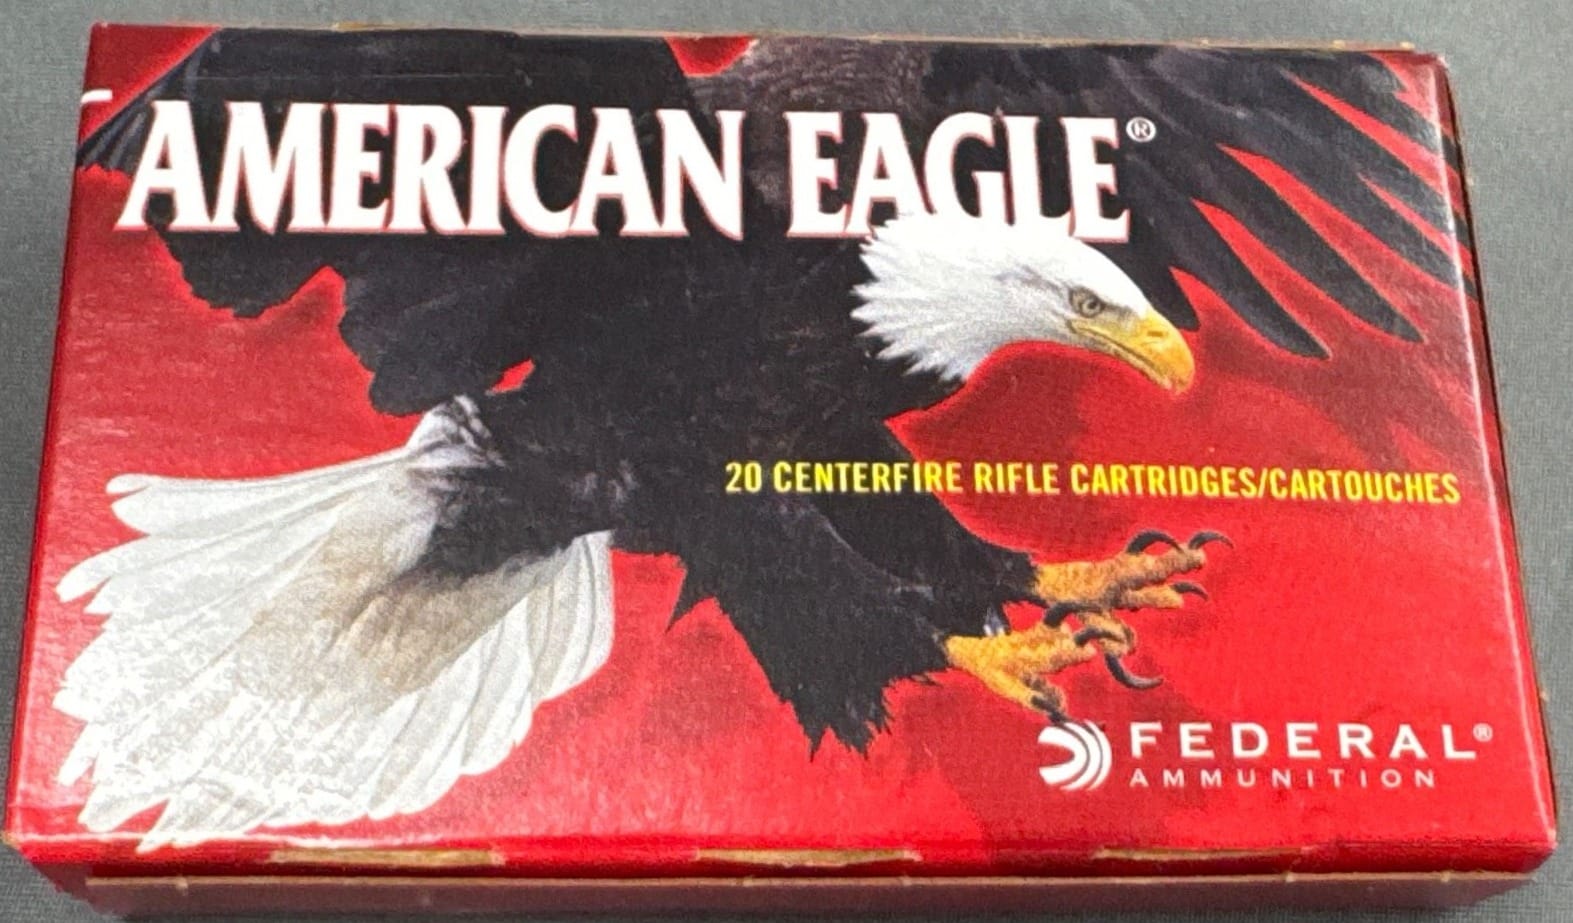 AMERICAN EAGLE®
20 CENTERFIRE RIFLE CARTRIDGES/CARTOUCHES
FEDERAL®
AMMUNITION